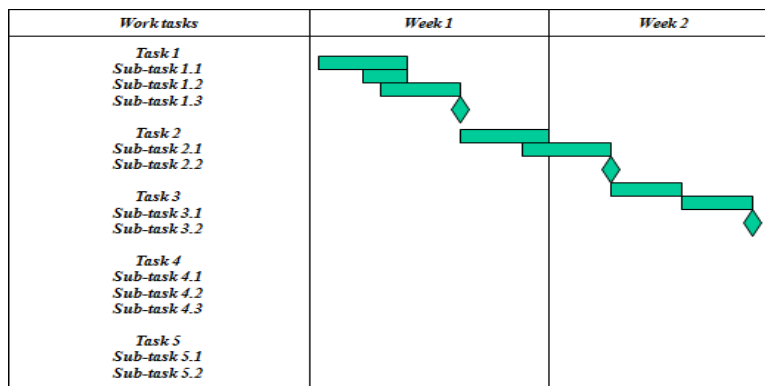 Work tasks Week 1 Week 2
Task 1
Sub-task 1.1
Sub-task 1.2
Sub-task 1.3
Task 2
Sub-task 2.1
Sub-task 2.2
Task 3
Sub-task 3.1
Sub-task 3.2
Task 4
Sub-task 4.1
Sub-task 4.2
Sub-task 4.3
Task 5
Sub-task 5.1
Sub-task 5.2